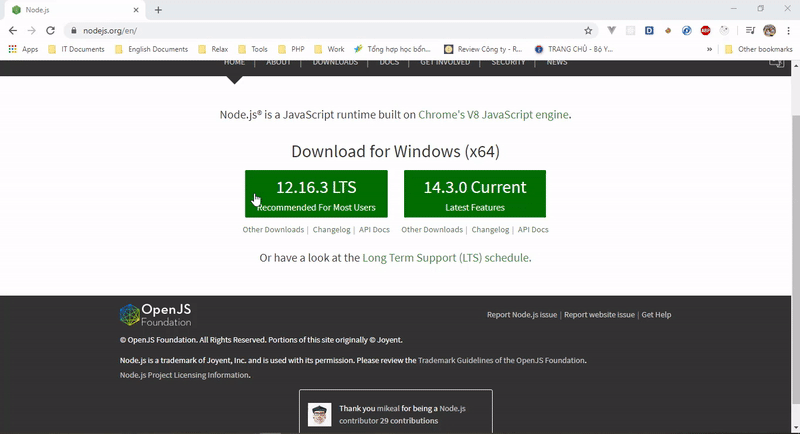 Node.js
nodejs.org/en/
Apps IT Documents English Documents Relax Tools PHP Work Tổng hợp học bổn... Review Công ty - R... TRANG CHỦ - Bộ Y... » Other bookmarks
HOME ABOUT DOWNLOADS DOCS GET INVOLVED SECURITY NEWS
Node.js® is a JavaScript runtime built on Chrome's V8 JavaScript engine.
Download for Windows (x64)
12.16.3 LTS
Recommended For Most Users
14.3.0 Current
Latest Features
Other Downloads | Changelog | API Docs
Other Downloads | Changelog | API Docs
Or have a look at the Long Term Support (LTS) schedule.
OpenJS
Foundation
Report Node.js issue | Report website issue | Get Help
© OpenJS Foundation. All Rights Reserved. Portions of this site originally © Joyent.
Node.js is a trademark of Joyent, Inc. and is used with its permission. Please review the Trademark Guidelines of the OpenJS Foundation.
Node.js Project Licensing Information.
Thank you mikeal for being a Node.js
contributor 29 contributions